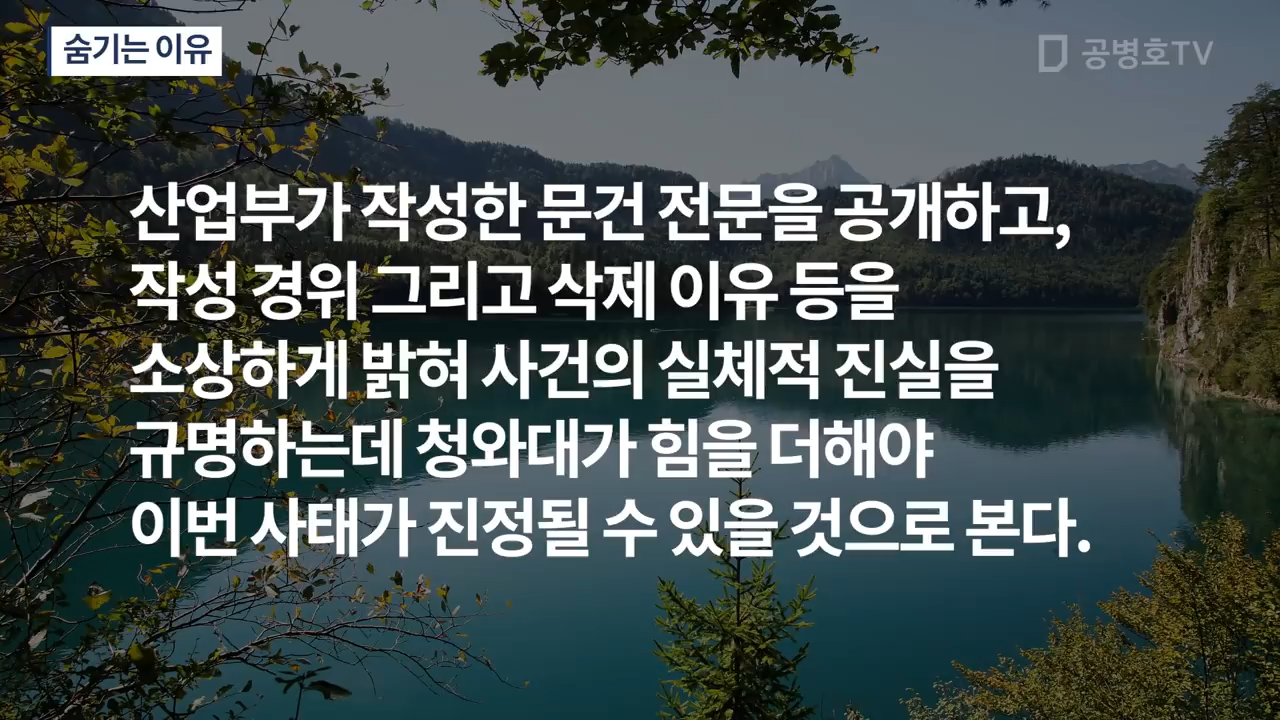 숨기는 이유
공병호TV
산업부가 작성한 문건 전문을 공개하고,
작성 경위 그리고 삭제 이유 등을
소상하게 밝혀 사건의 실체적 진실을
규명하는데 청와대가 힘을 더해야
이번 사태가 진정될 수 있을 것으로 본다.